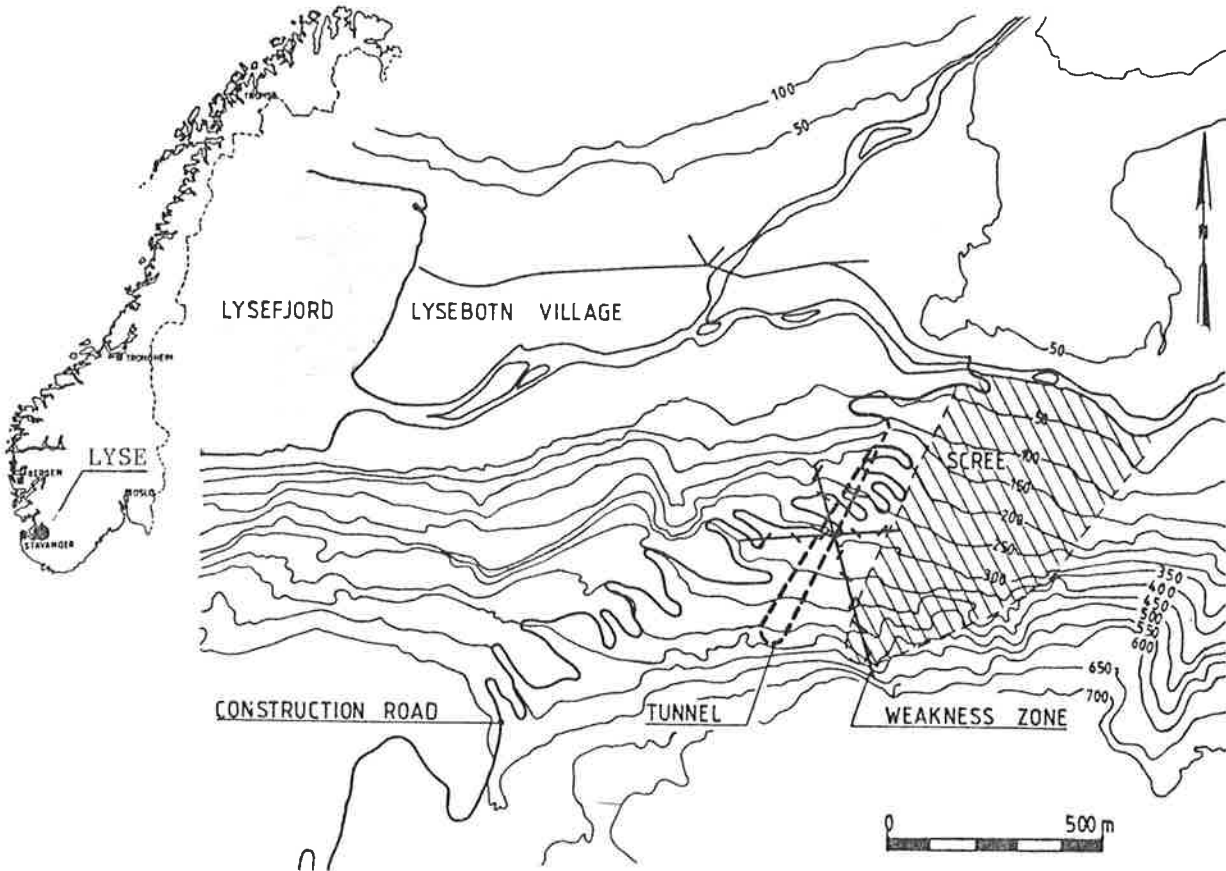 TROMSØ
100
50
N
LYSEFJORD
LYSEBOTN VILLAGE
TRONDHEIM
50
50
LYSE
BERGEN
OSLO
STAVANGER
100
SCREE
150
200
250
300
350
400
450
500
550
600
650
700
CONSTRUCTION ROAD
TUNNEL
WEAKNESS ZONE
0 500 m